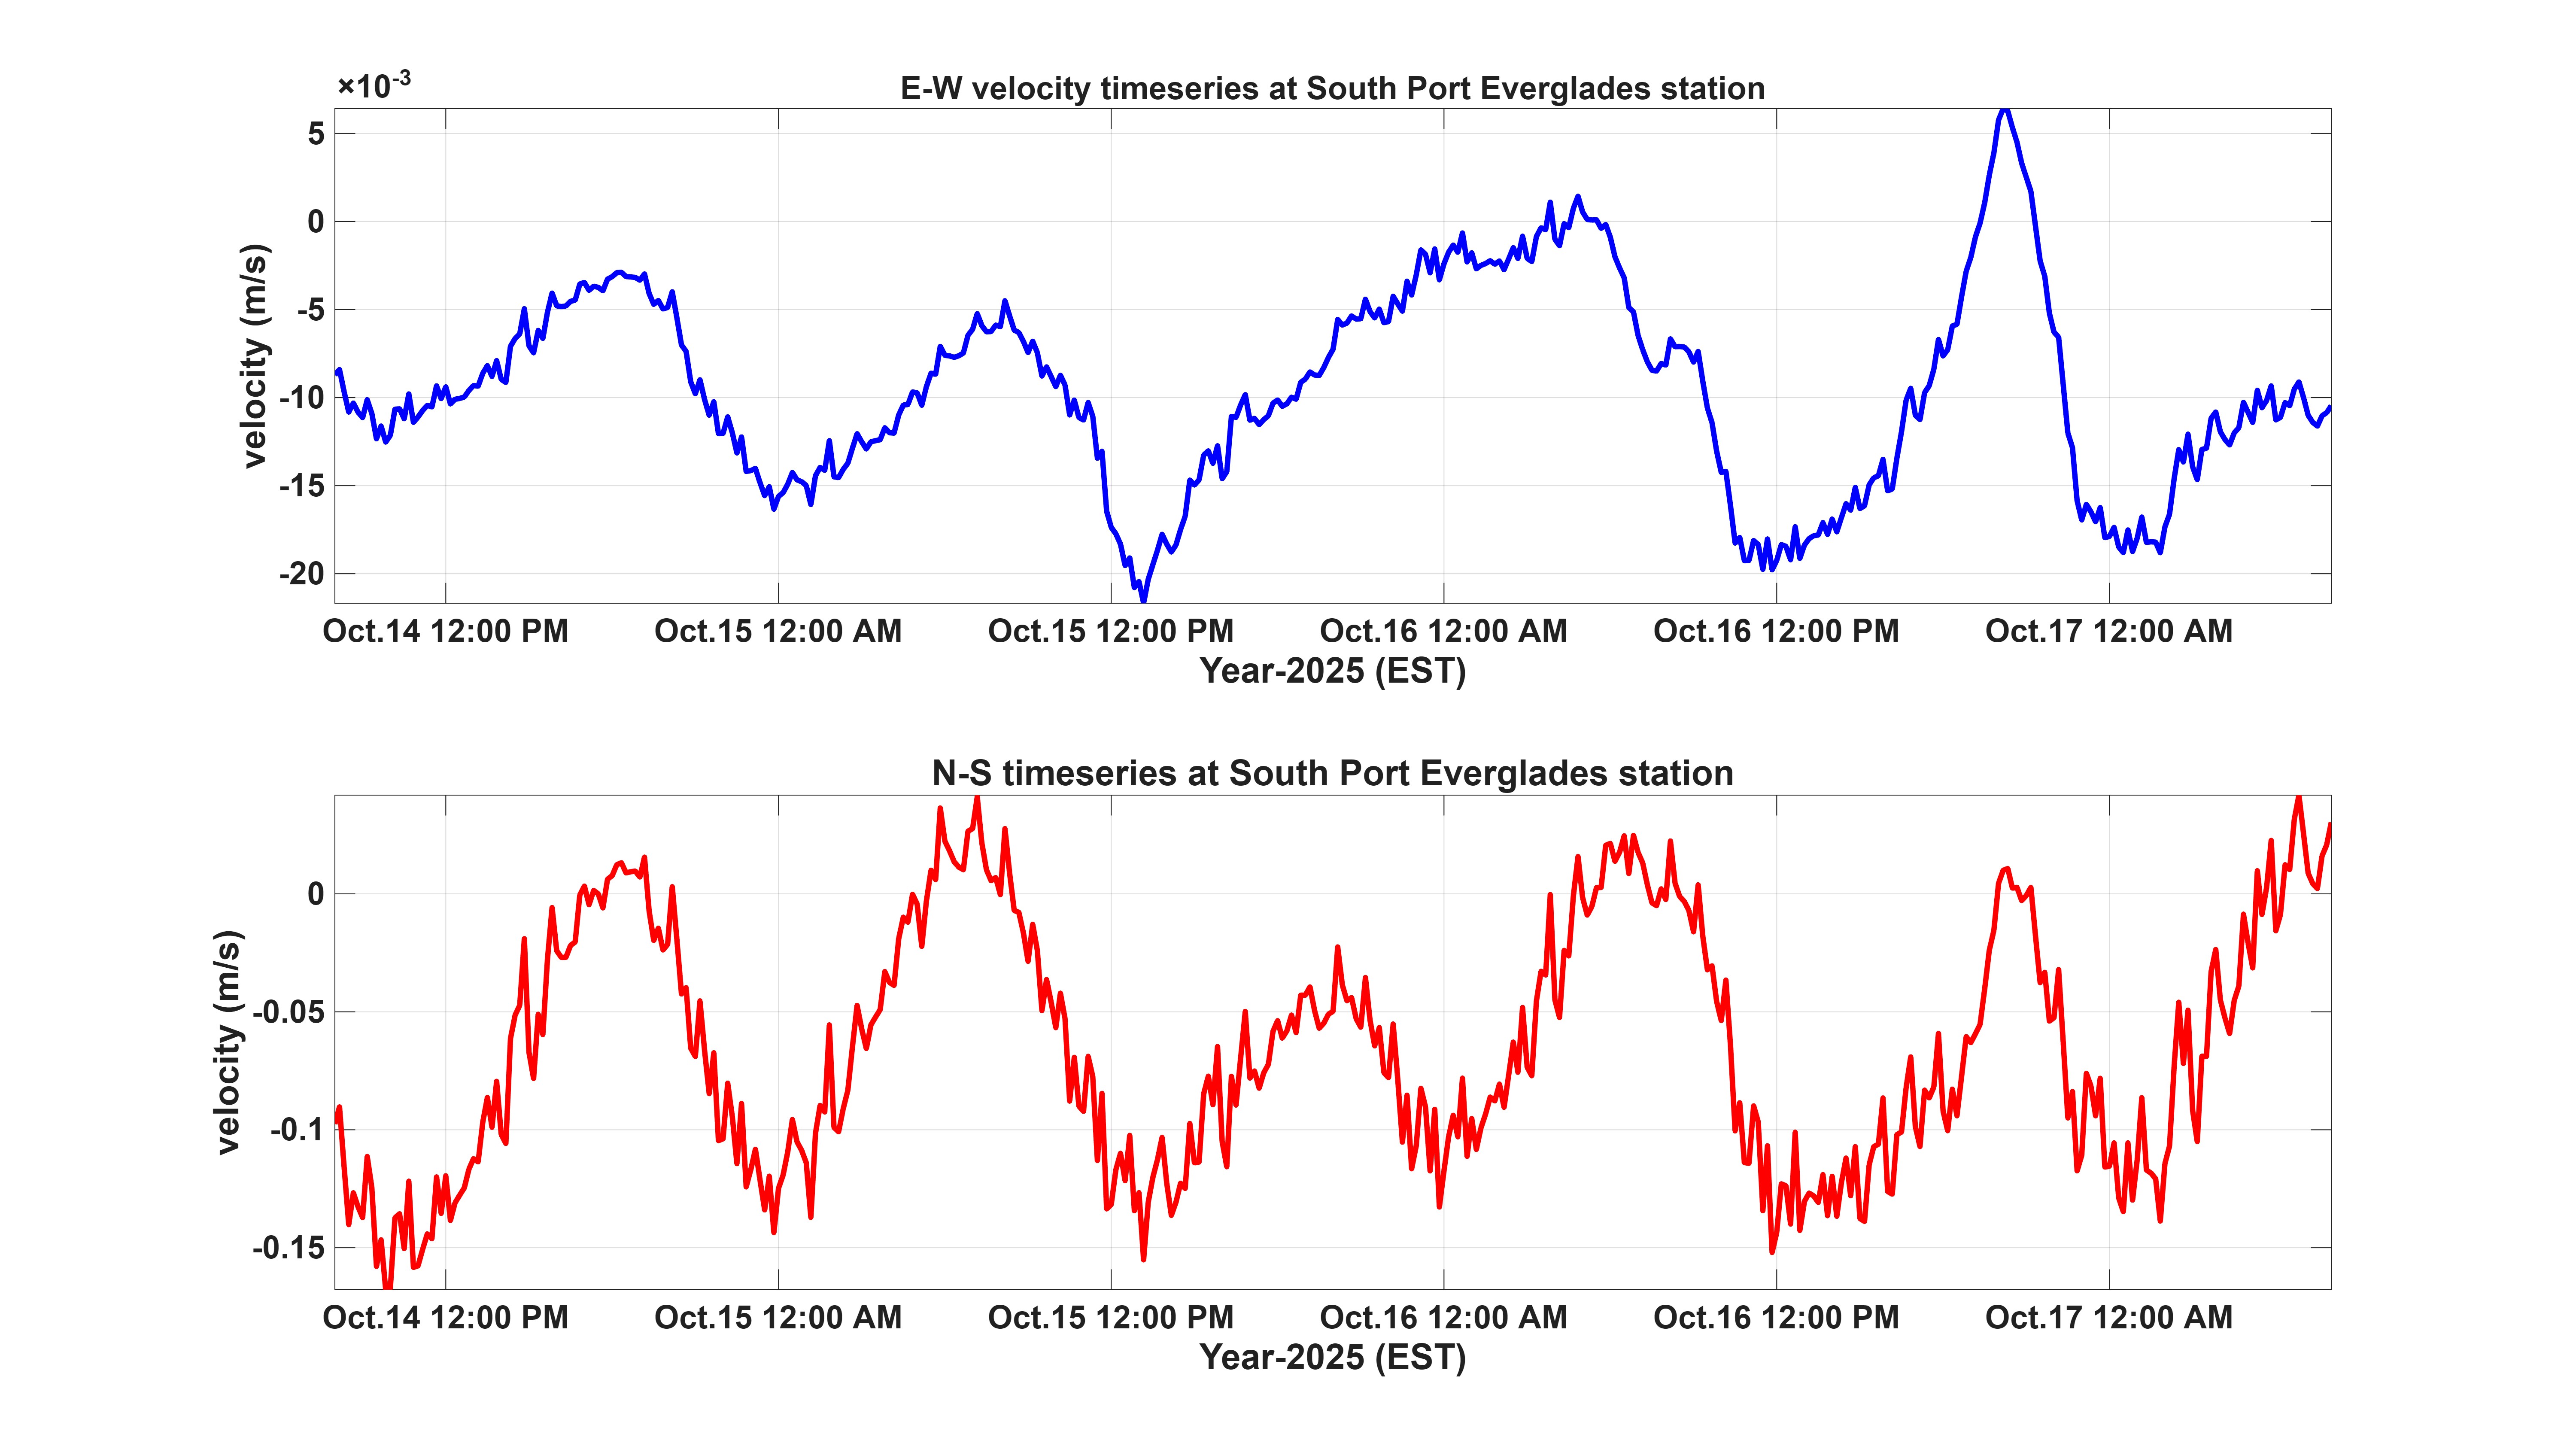 ×10-3
E-W velocity timeseries at South Port Everglades station
5
0
-5
-10
-15
-20
velocity (m/s)
Oct.14 12:00 PM Oct.15 12:00 AM Oct.15 12:00 PM Oct.16 12:00 AM Oct.16 12:00 PM Oct.17 12:00 AM
Year-2025 (EST)
N-S timeseries at South Port Everglades station
0
-0.05
-0.1
-0.15
velocity (m/s)
Oct.14 12:00 PM Oct.15 12:00 AM Oct.15 12:00 PM Oct.16 12:00 AM Oct.16 12:00 PM Oct.17 12:00 AM
Year-2025 (EST)